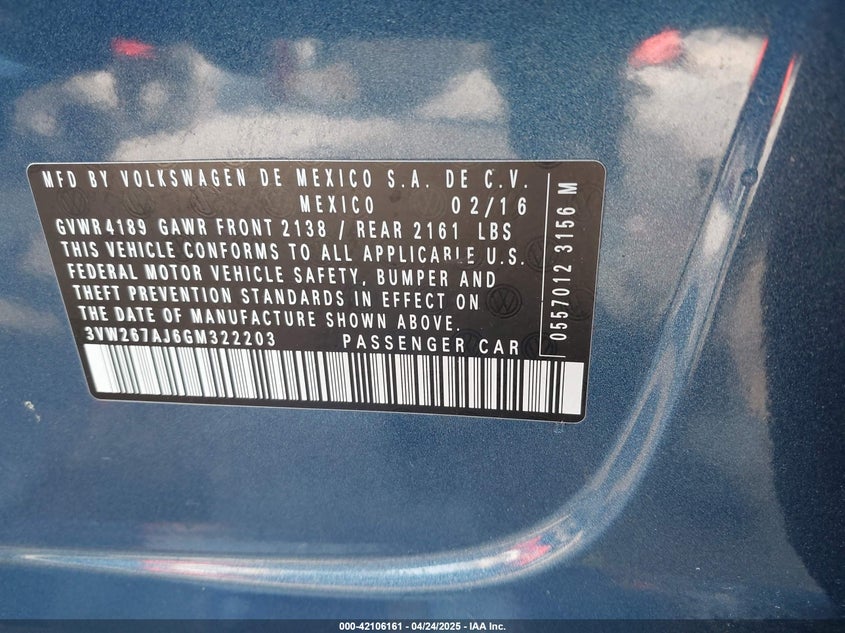 MFD BY VOLKSWAGEN DE MEXICO S.A. DE C.V.
MEXICO 02/16
GVWR 4189 GAWR FRONT 2138 / REAR 2161 LBS
THIS VEHICLE CONFORMS TO ALL APPLICABLE U.S.
FEDERAL MOTOR VEHICLE SAFETY, BUMPER AND
THEFT PREVENTION STANDARDS IN EFFECT ON
THE DATE OF MANUFACTURE SHOWN ABOVE.
3VW267AJ6GM322203 PASSENGER CAR
0557012 3156 M
000-42106161 - 04/24/2025 - IAA Inc.